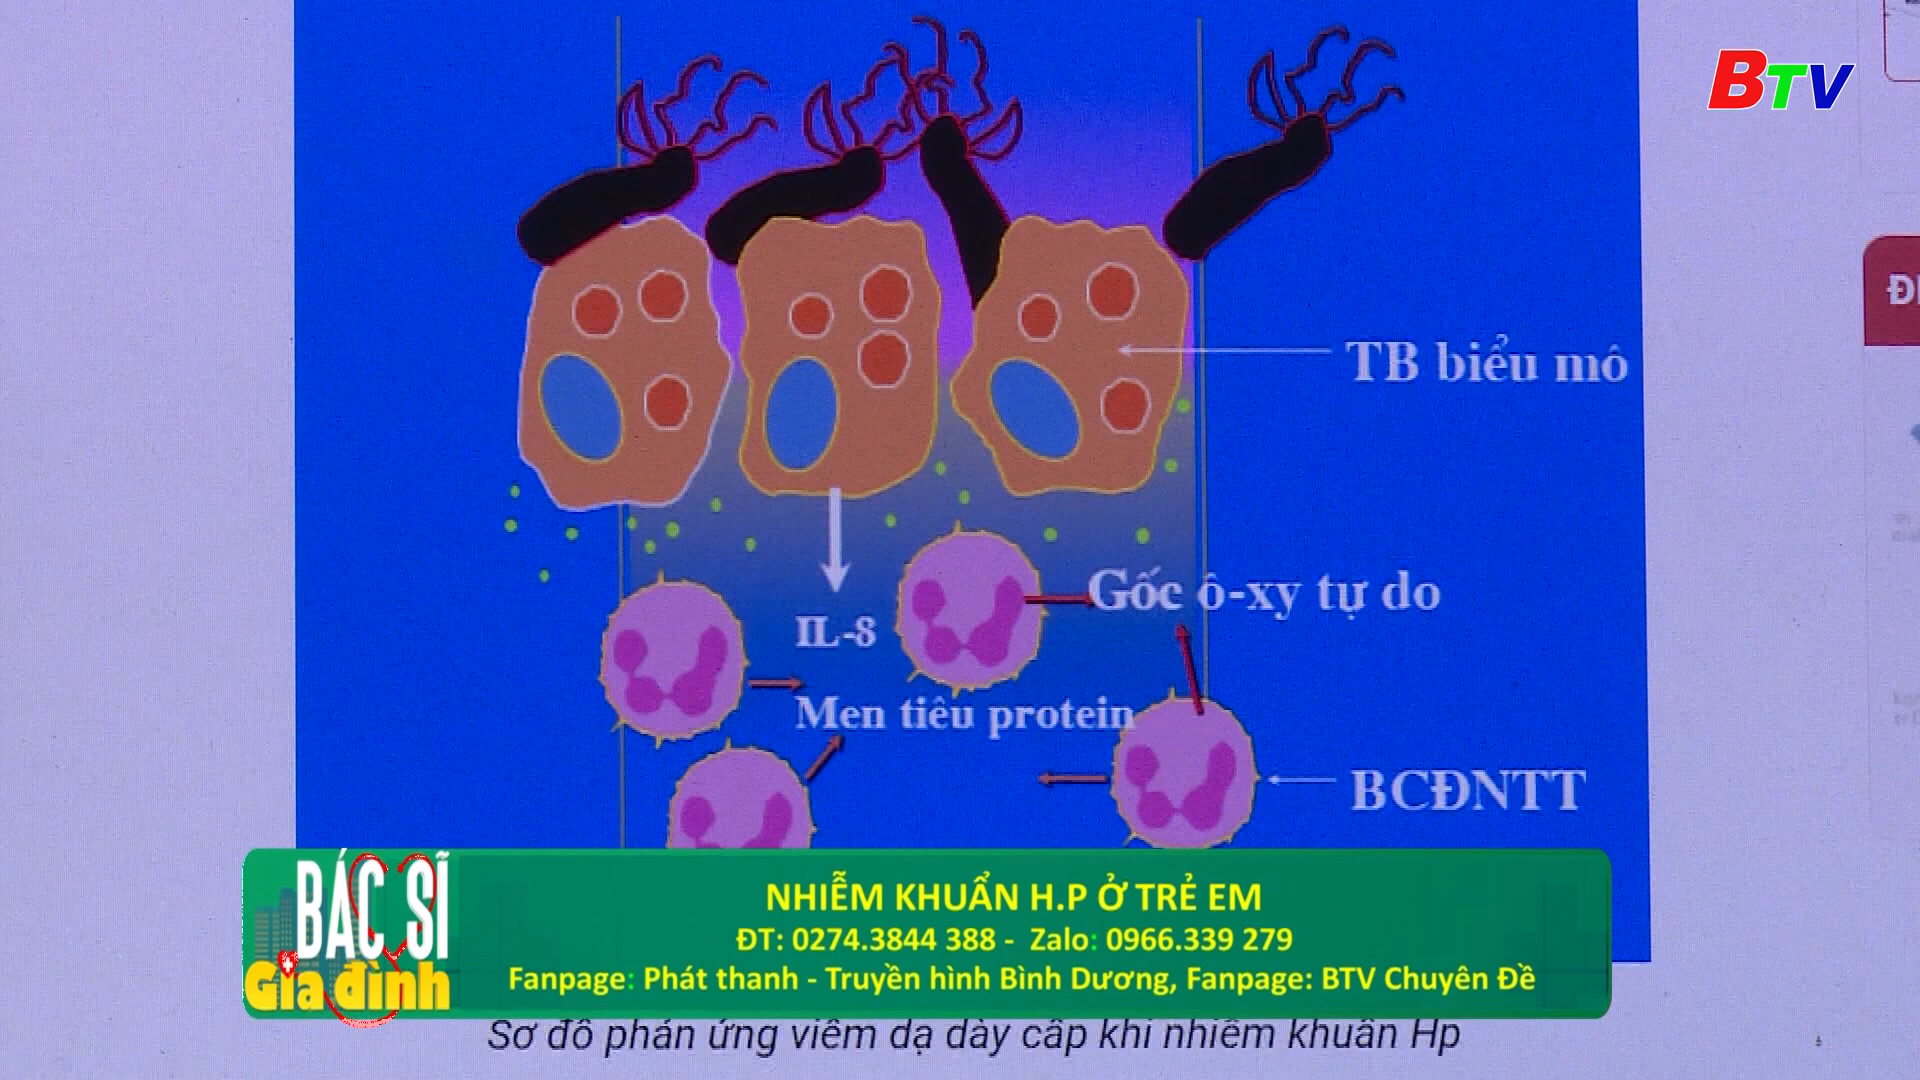 BTV
TB biểu mô
Gốc ô-xy tự do
IL-8
Men tiêu protein
BCĐNTT
BÁC SĨ
Gia đình
NHIỄM KHUẨN H.P Ở TRẺ EM
ĐT: 0274.3844 388 - Zalo: 0966.339 279
Fanpage: Phát thanh - Truyền hình Bình Dương, Fanpage: BTV Chuyên Đề
Sơ đồ phản ứng viêm dạ dày cấp khi nhiễm khuẩn Hp